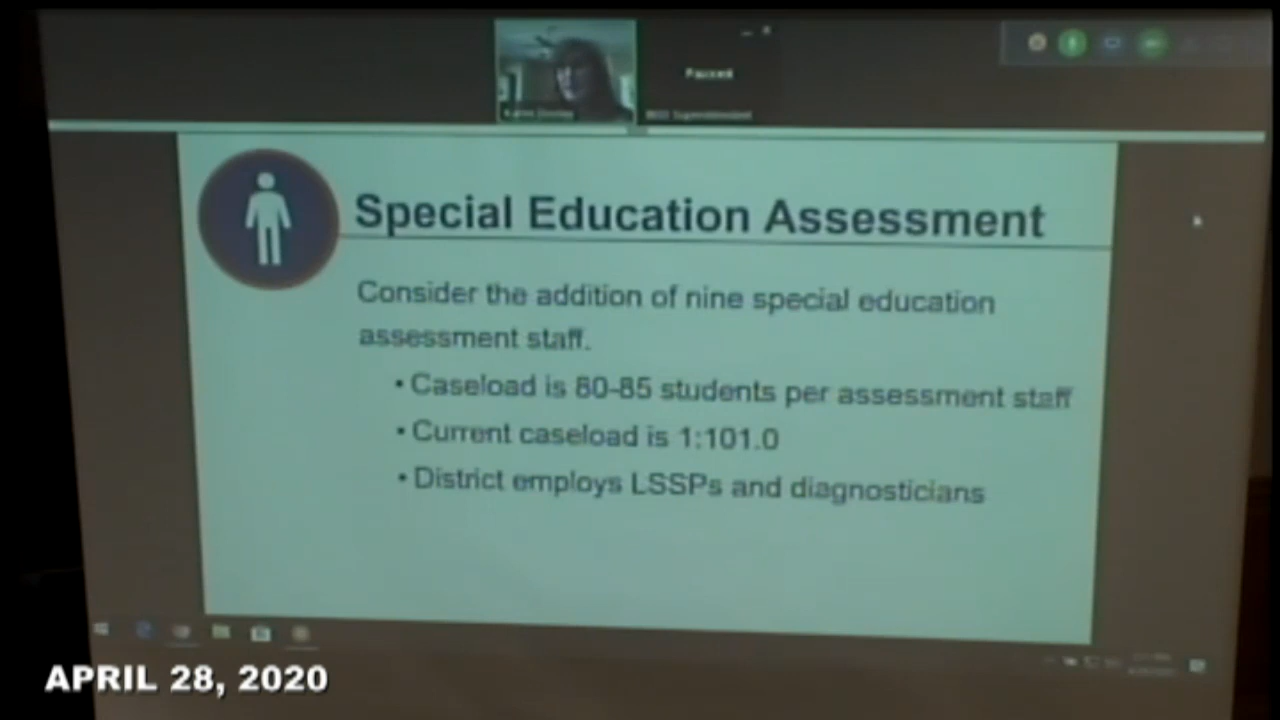 Paused
Special Education Assessment
Consider the addition of nine special education
assessment staff.
• Caseload is 80-85 students per assessment staff
• Current caseload is 1:101.0
• District employs LSSPs and diagnosticians
APRIL 28, 2020